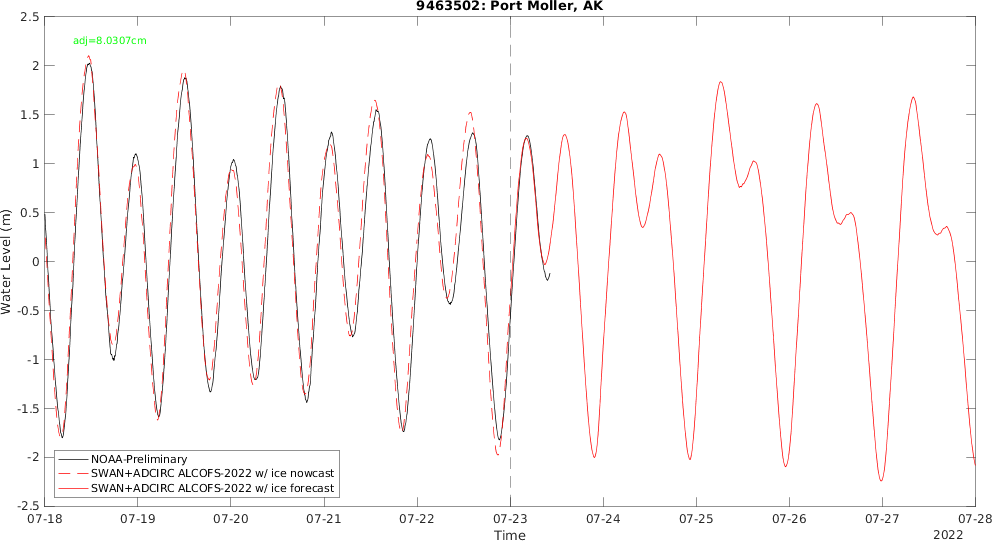 9463502: Port Moller, AK
adj=8.0307cm
2.5
2
1.5
1
0.5
0
-0.5
-1
-1.5
-2
-2.5
Water Level (m)
NOAA-Preliminary
SWAN+ADCIRC ALCOFS-2022 w/ ice nowcast
SWAN+ADCIRC ALCOFS-2022 w/ ice forecast
07-18 07-19 07-20 07-21 07-22 07-23 07-24 07-25 07-26 07-27 07-28
Time
2022